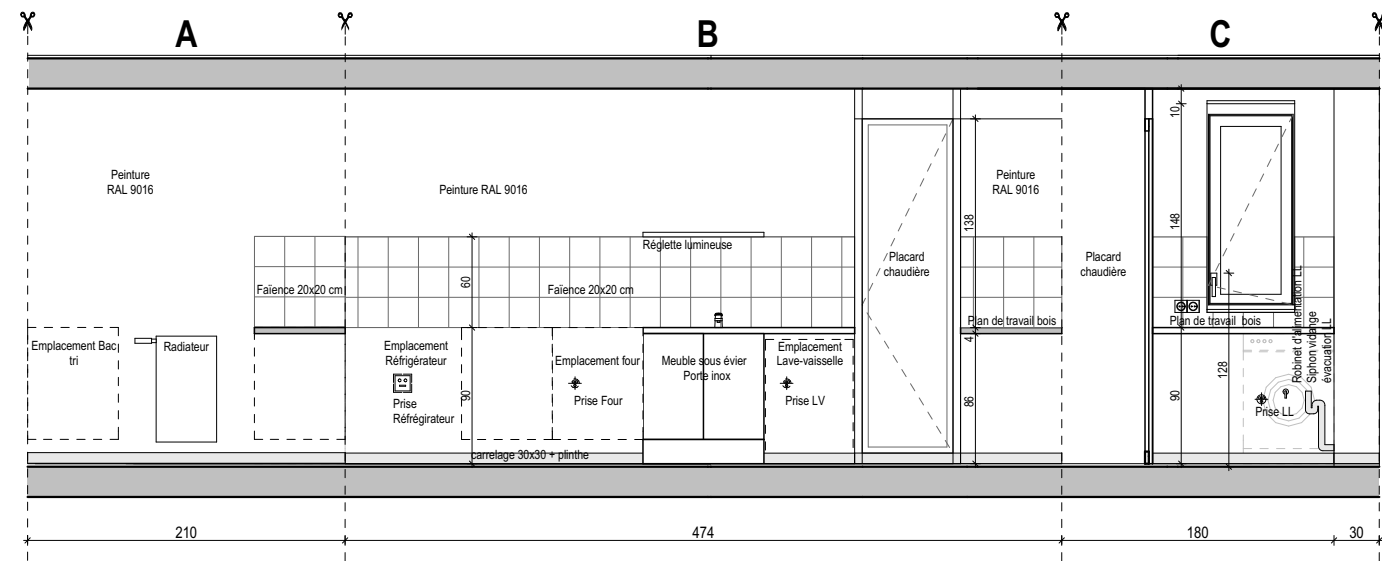 A
B
C
Peinture
RAL 9016
Peinture RAL 9016
Peinture
RAL 9016
10
138
148
Réglette lumineuse
Placard
chaudière
Placard
chaudière
60
Faïence 20x20 cm
Faïence 20x20 cm
Plan de travail bois
Plan de travail bois
Robinet d'alimentation LL
Siphon vidange
évacuation LL
Emplacement Bac
tri
Radiateur
Emplacement
Réfrigérateur
Emplacement four
Meuble sous évier
Porte inox
Emplacement
Lave-vaisselle
4
128
Prise
Réfrégirateur
Prise Four
Prise LV
Prise LL
90
86
90
carrelage 30x30 + plinthe
210
474
180
30